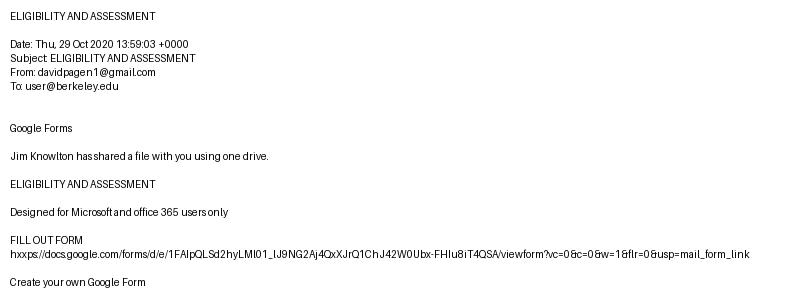 ELIGIBILITY AND ASSESSMENT
Date: Thu, 29 Oct 2020 13:59:03 +0000
Subject: ELIGIBILITY AND ASSESSMENT
From: davidpagen1@gmail.com
To: user@berkeley.edu
Google Forms
Jim Knowlton has shared a file with you using one drive.
ELIGIBILITY AND ASSESSMENT
Designed for Microsoft and office 365 users only
FILL OUT FORM
hxxps://docs.google.com/forms/d/e/1FAIpQLSd2hyLMl01_IJ9NG2Aj4QxXJrQ1ChJ42W0Ubx-FHIu8iT4QSA/viewform?vc=0&c=0&w=1&flr=0&usp=mail_form_link
Create your own Google Form